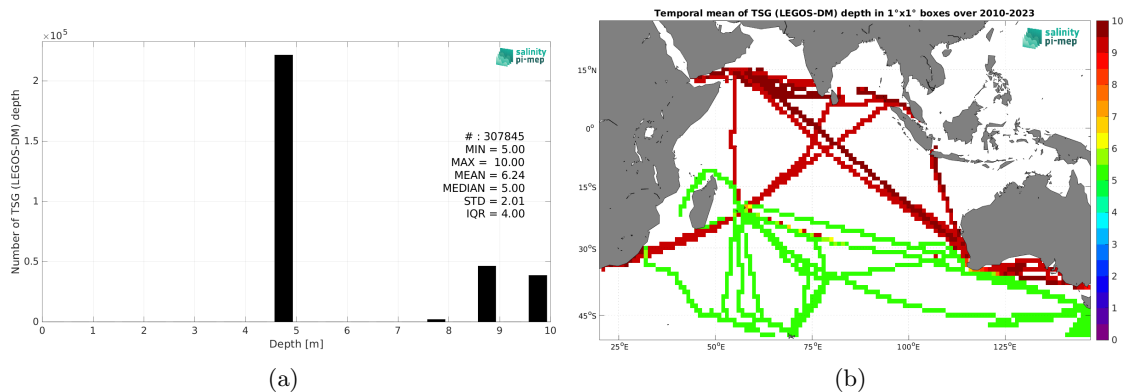 ×10⁵
2
1.5
1
0.5
0
Number of TSG (LEGOS-DM) depth
0 1 2 3 4 5 6 7 8 9 10
Depth [m]
salinity
pi-mep
# : 307845
MIN = 5.00
MAX = 10.00
MEAN = 6.24
MEDIAN = 5.00
STD = 2.01
IQR = 4.00
(a)
Temporal mean of TSG (LEGOS-DM) depth in 1°x1° boxes over 2010-2023
salinity
pi-mep
15°N
0°
15°S
30°S
45°S
25°E 50°E 75°E 100°E 125°E
10
9
8
7
6
5
4
3
2
1
0
(b)